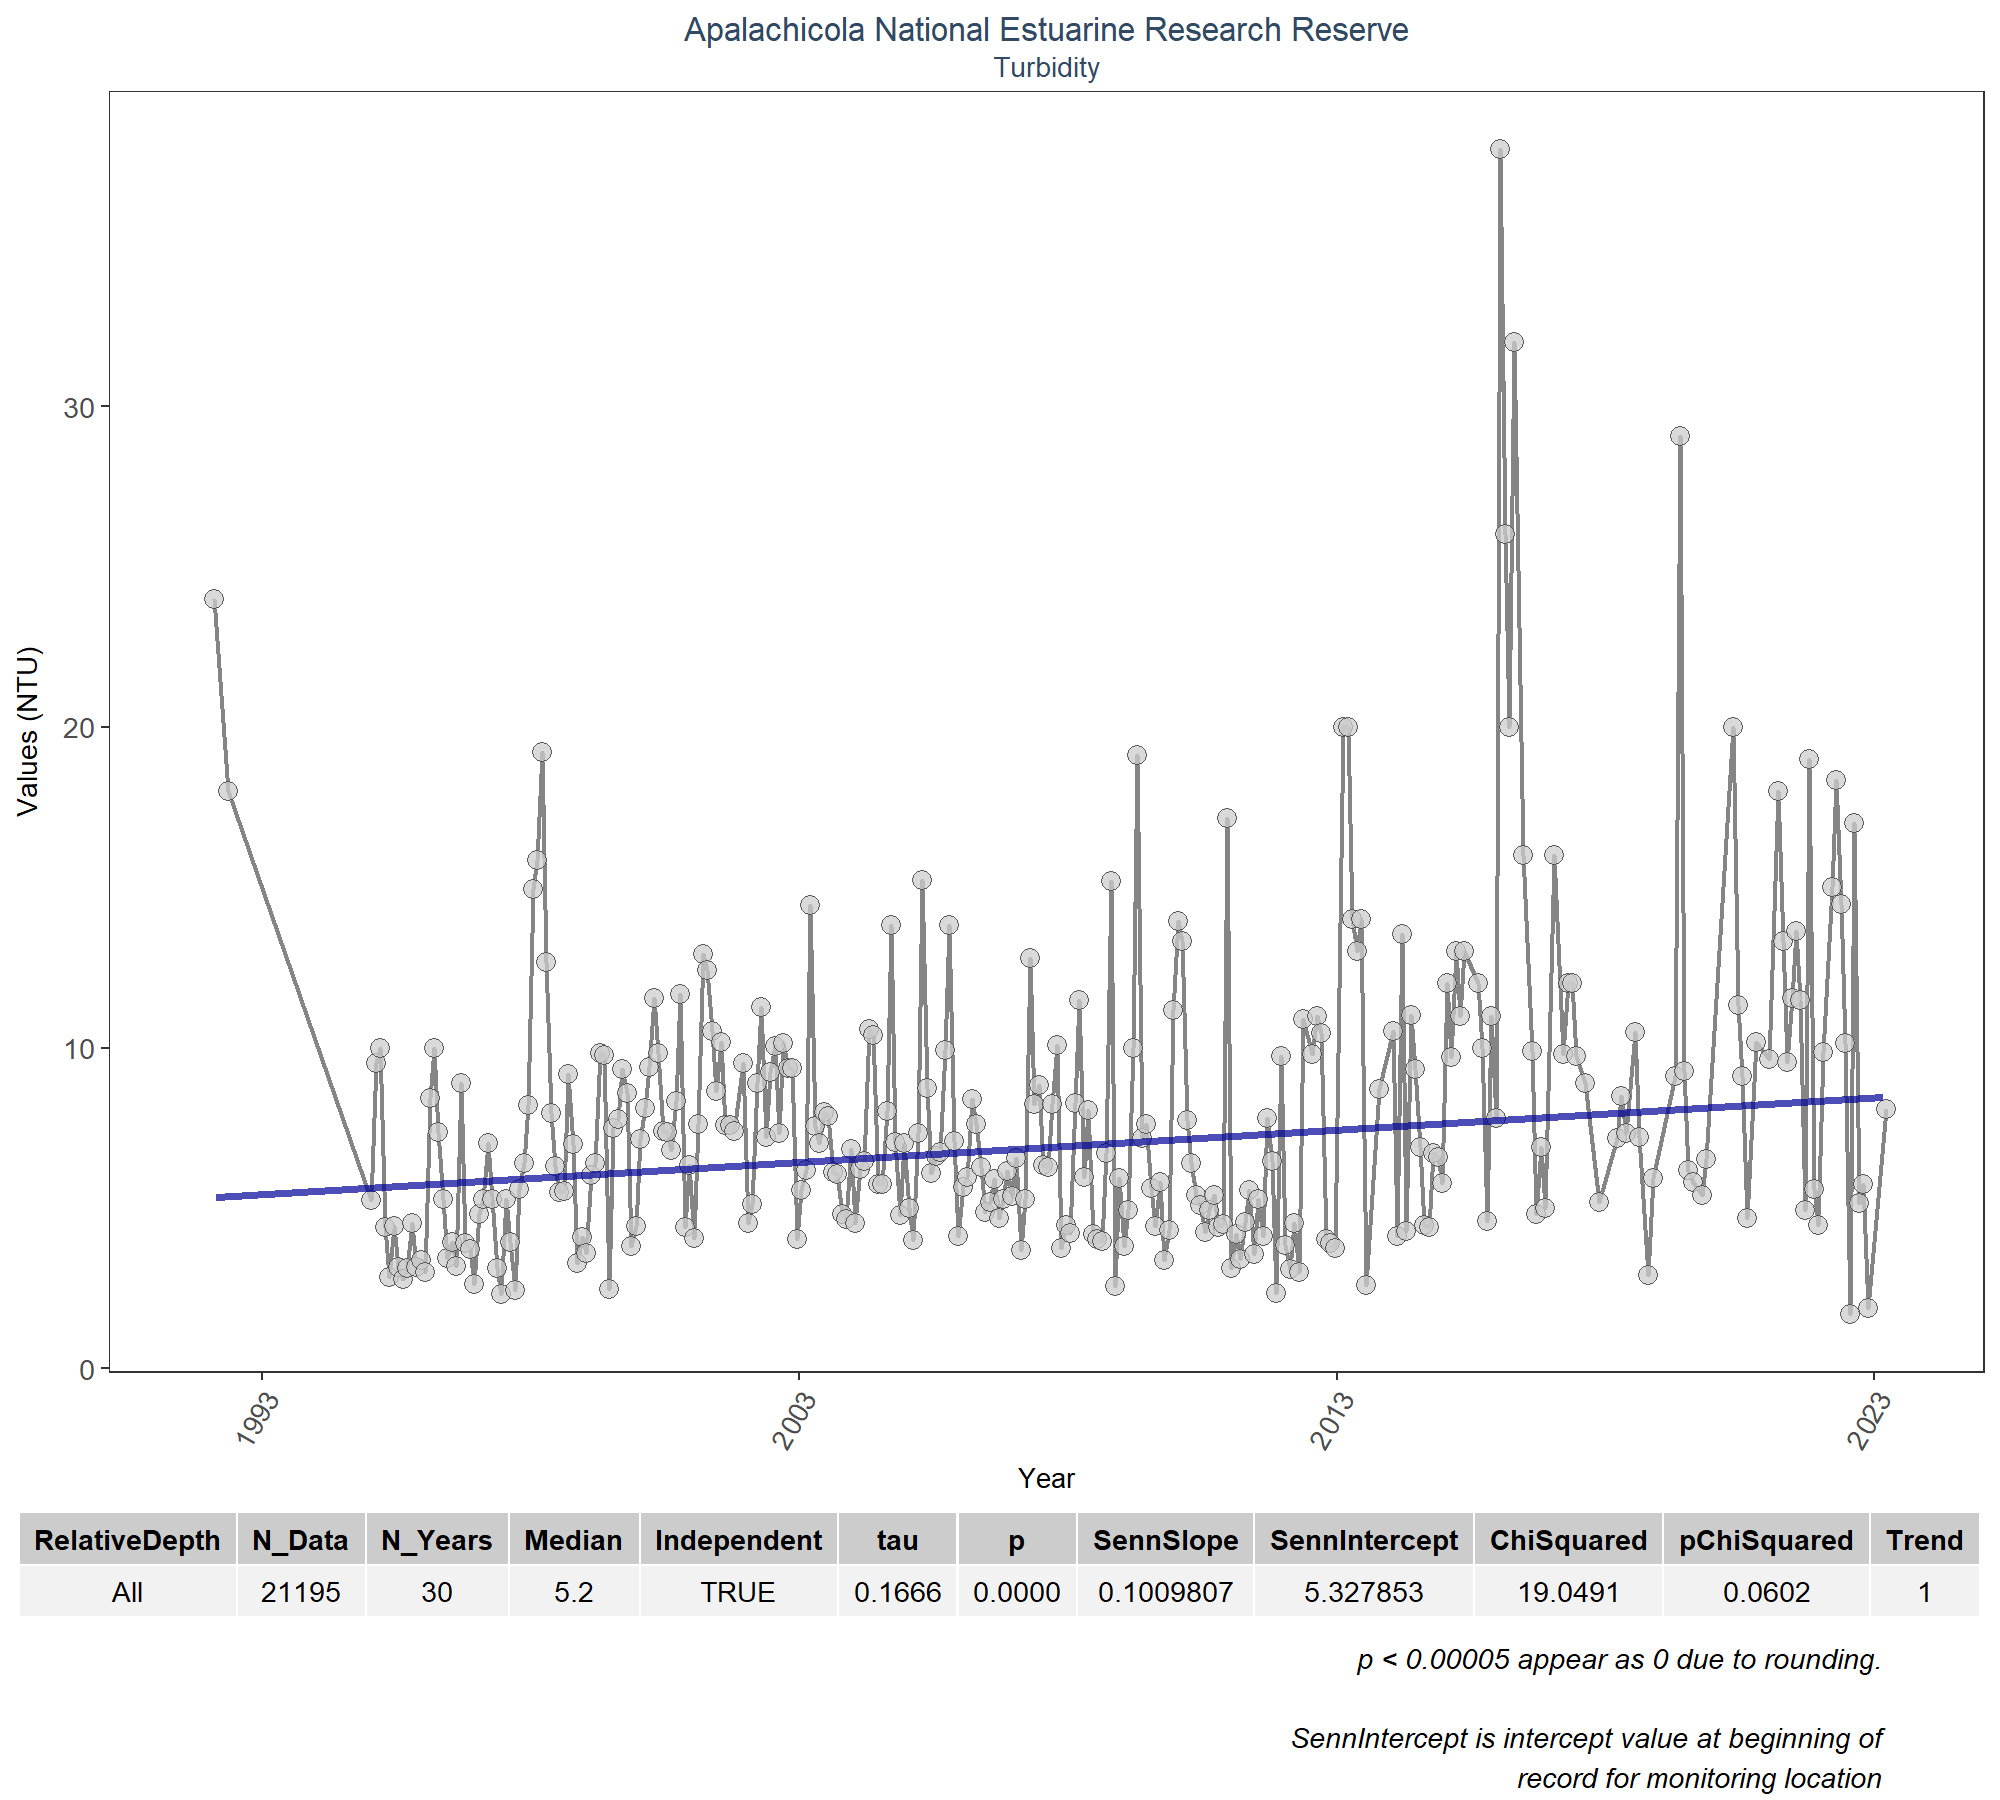 Apalachicola National Estuarine Research Reserve
Turbidity
Values (NTU)
30
20
10
0
1993
2003
2013
2023
Year
RelativeDepth N_Data N_Years Median Independent tau p SennSlope SennIntercept ChiSquared pChiSquared Trend
All 21195 30 5.2 TRUE 0.1666 0.0000 0.1009807 5.327853 19.0491 0.0602 1
p < 0.00005 appear as 0 due to rounding.
SennIntercept is intercept value at beginning of
record for monitoring location